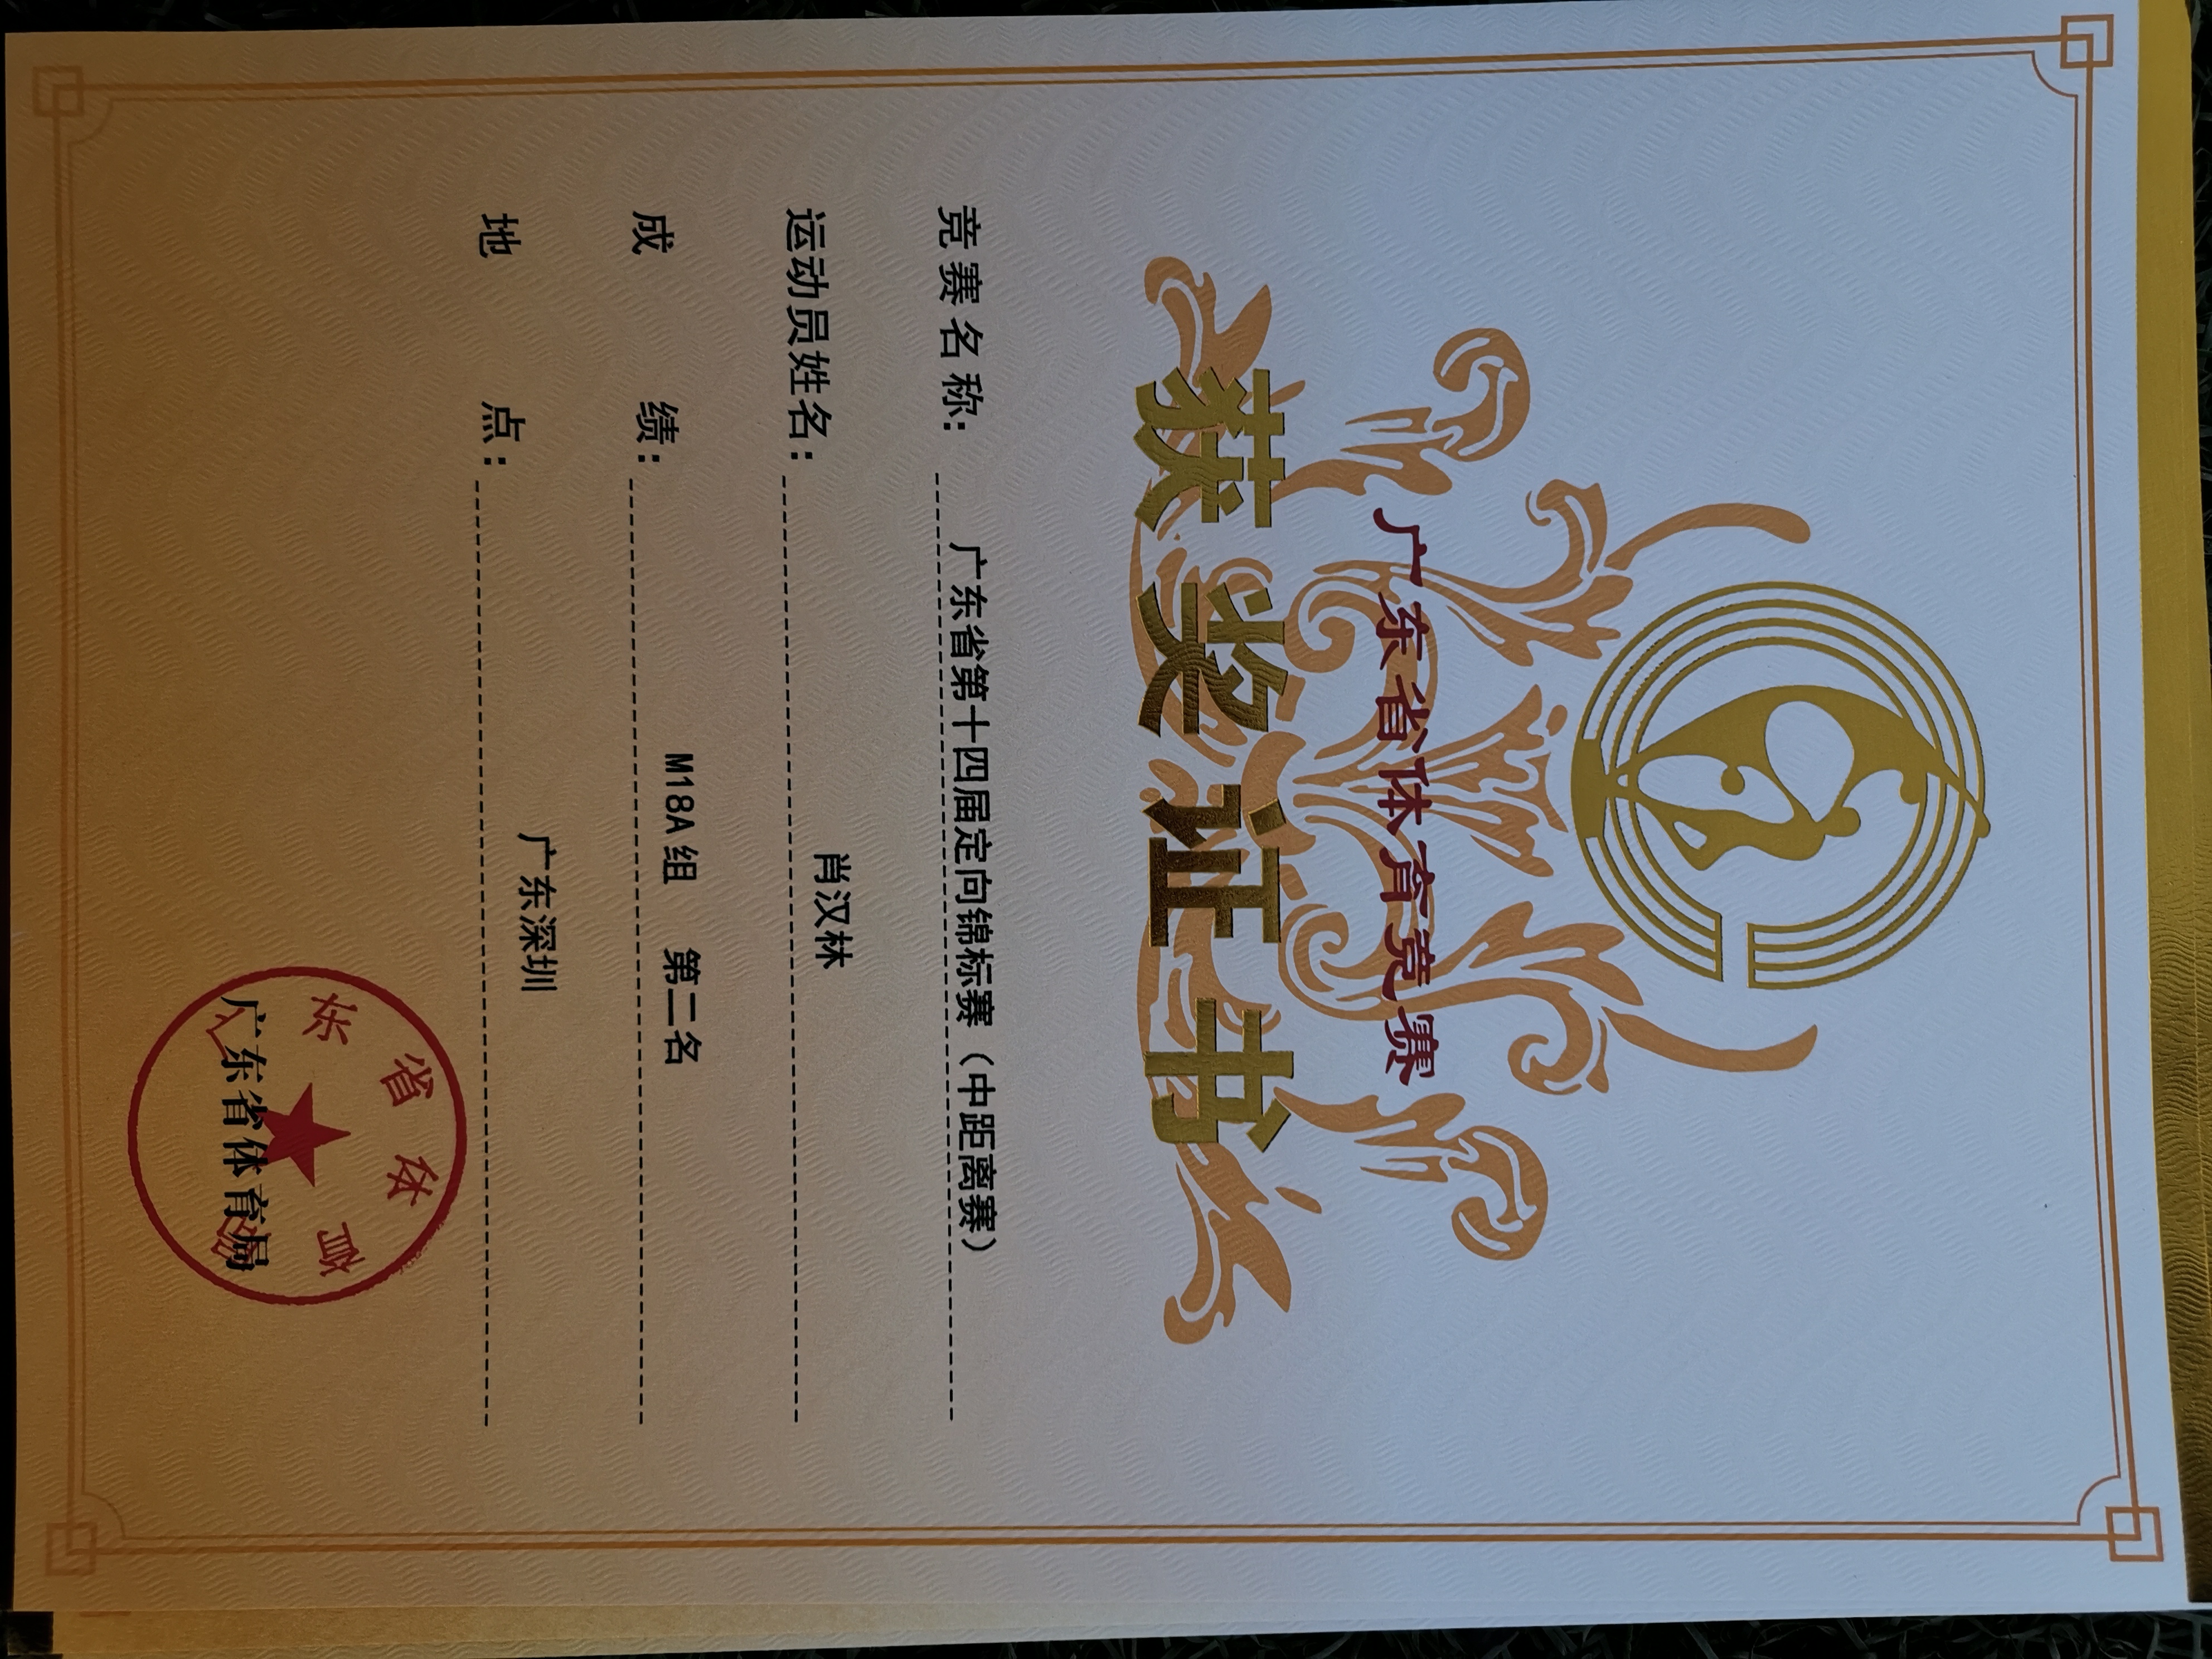 广东省体育竞赛
获奖证书
竞赛名称: 广东省第十四届定向锦标赛（中距离赛）
运动员姓名: 肖汉林
成绩: M18A 组 第二名
地点: 广东深圳
广东省体育局
广东省体育局